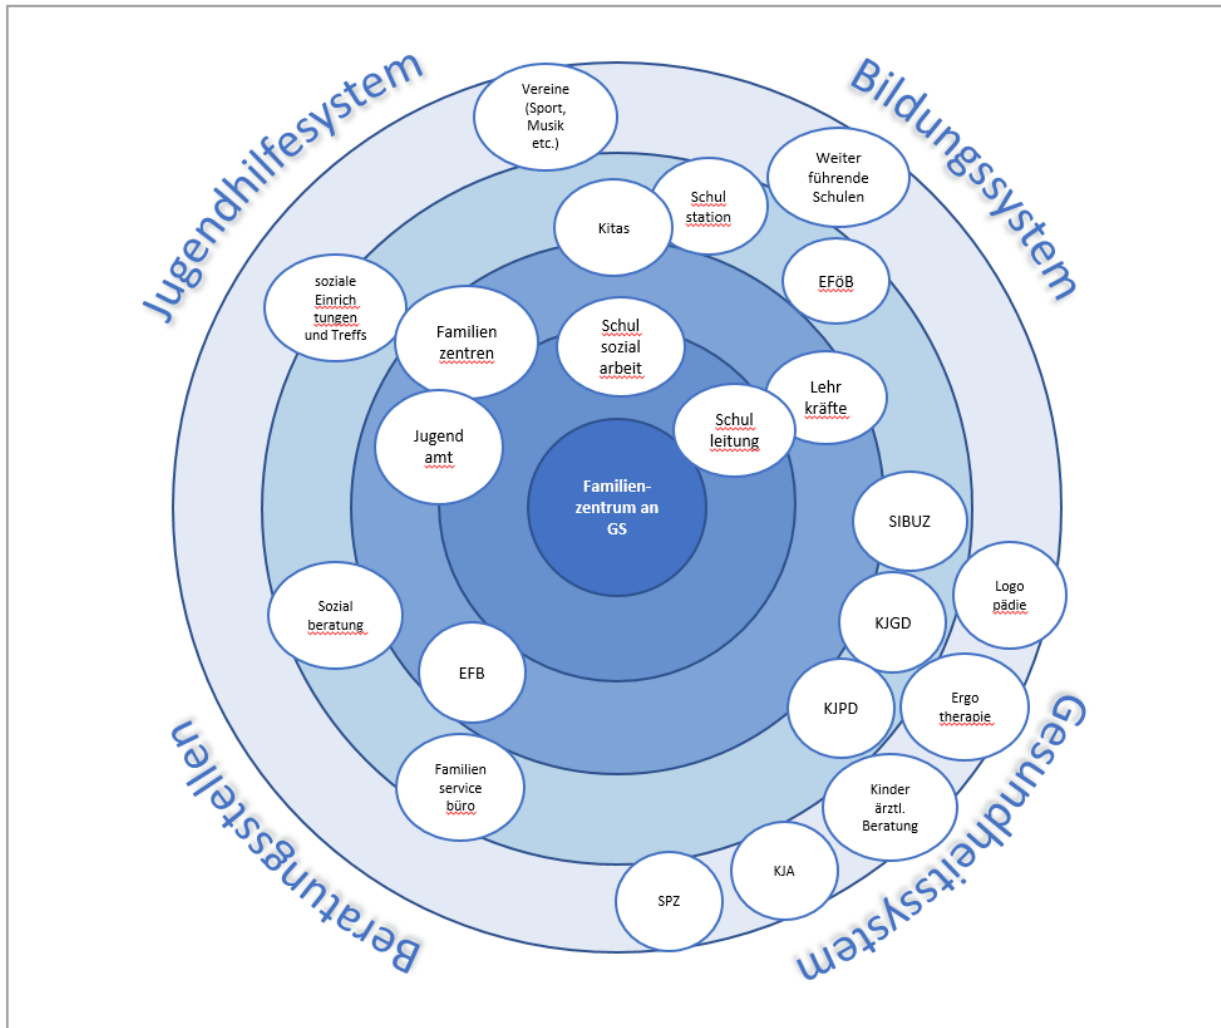 Jugendhilfesystem
Bildungssystem
Vereine
(Sport,
Musik
etc.)
Weiter
führende
Schulen
Schul
station
Kitas
EFöB
soziale
Einrich
tungen
und Treffs
Familien
zentren
Schul
sozial
arbeit
Lehr
kräfte
Schul
leitung
Jugend
amt
Familien-
zentrum an
GS
SIBUZ
Logo
pädie
Sozial
beratung
KJGD
EFB
KJPD
Ergo
therapie
Familien
service
büro
Kinder
ärztl.
Beratung
KJA
SPZ
Beratungsstellen
Gesundheitssystem